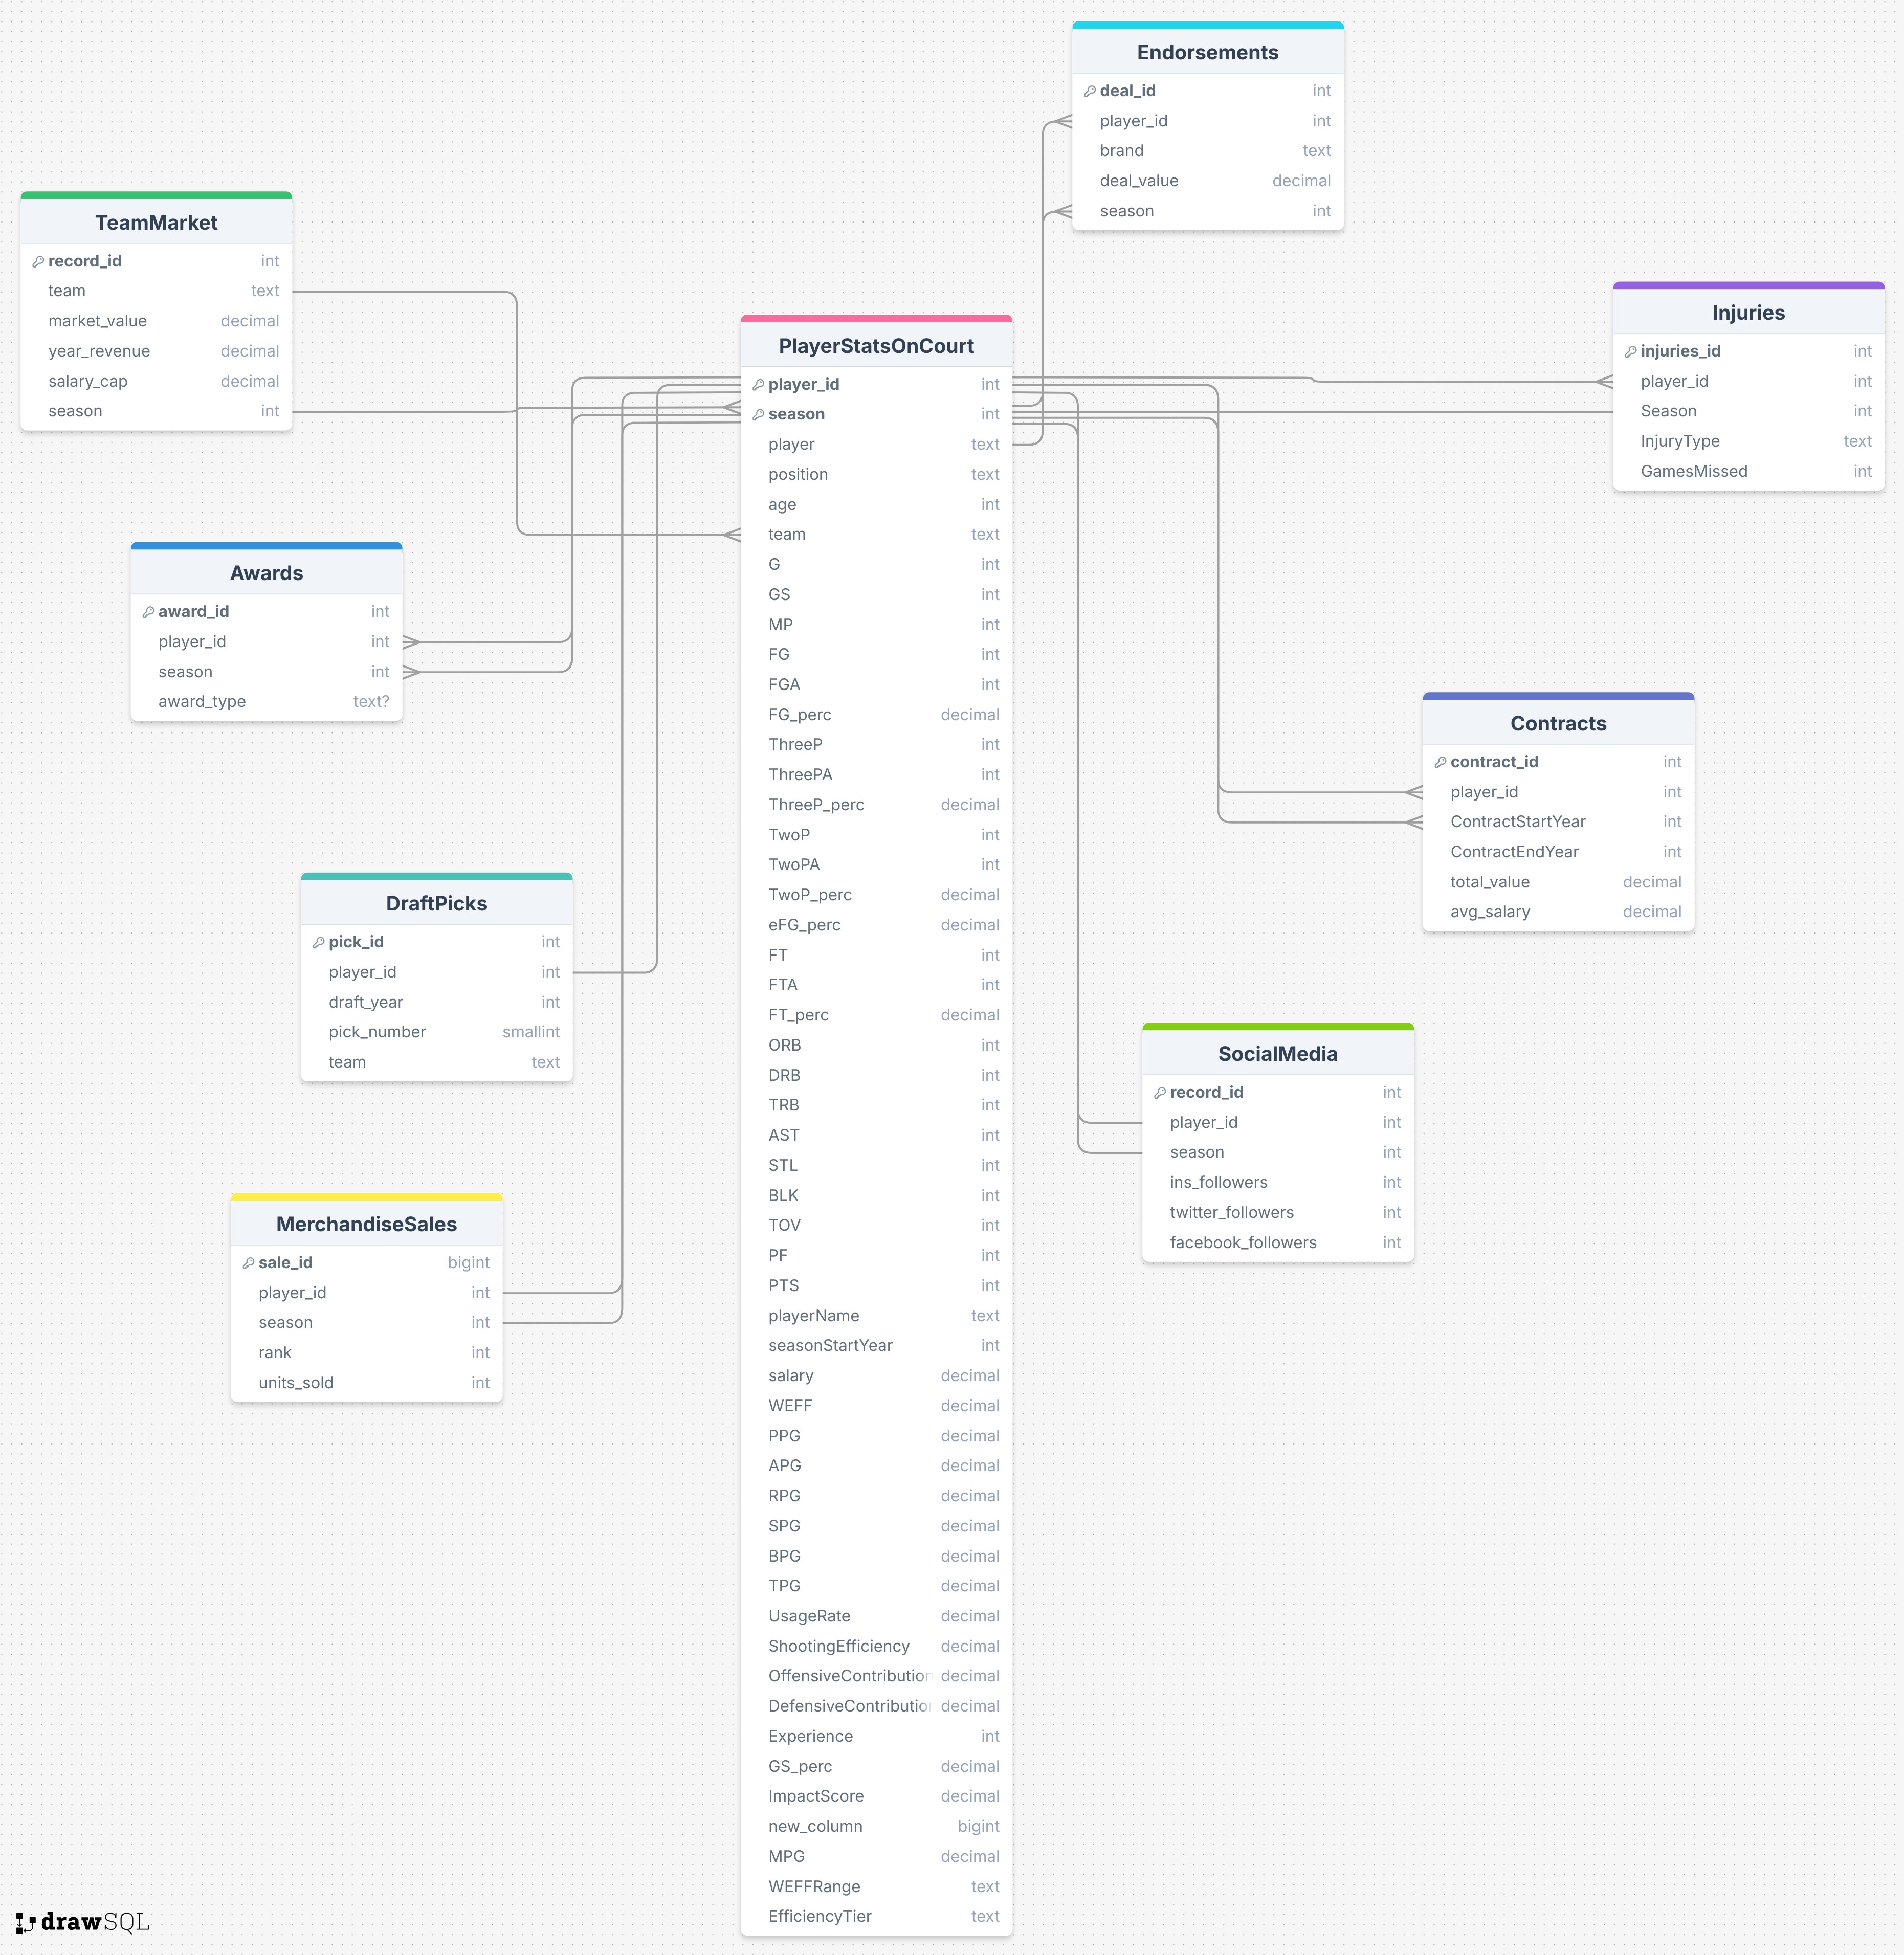 Endorsements
deal_id int
player_id int
brand text
deal_value decimal
season int
TeamMarket
record_id int
team text
market_value decimal
year_revenue decimal
salary_cap decimal
season int
Injuries
injuries_id int
player_id int
Season int
InjuryType text
GamesMissed int
PlayerStatsOnCourt
player_id int
season int
player text
position text
age int
team text
G int
GS int
MP int
FG int
FGA int
FG_perc decimal
ThreeP int
ThreePA int
ThreeP_perc decimal
TwoP int
TwoPA int
TwoP_perc decimal
eFG_perc decimal
FT int
FTA int
FT_perc decimal
ORB int
DRB int
TRB int
AST int
STL int
BLK int
TOV int
PF int
PTS int
playerName text
seasonStartYear int
salary decimal
WEFF decimal
PPG decimal
APG decimal
RPG decimal
SPG decimal
BPG decimal
TPG decimal
UsageRate decimal
ShootingEfficiency decimal
OffensiveContribution decimal
DefensiveContribution decimal
Experience int
GS_perc decimal
ImpactScore decimal
new_column bigint
MPG decimal
WEFFRange text
EfficiencyTier text
Awards
award_id int
player_id int
season int
award_type text?
Contracts
contract_id int
player_id int
ContractStartYear int
ContractEndYear int
total_value decimal
avg_salary decimal
DraftPicks
pick_id int
player_id int
draft_year int
pick_number smallint
team text
SocialMedia
record_id int
player_id int
season int
ins_followers int
twitter_followers int
facebook_followers int
MerchandiseSales
sale_id bigint
player_id int
season int
rank int
units_sold int
drawSQL